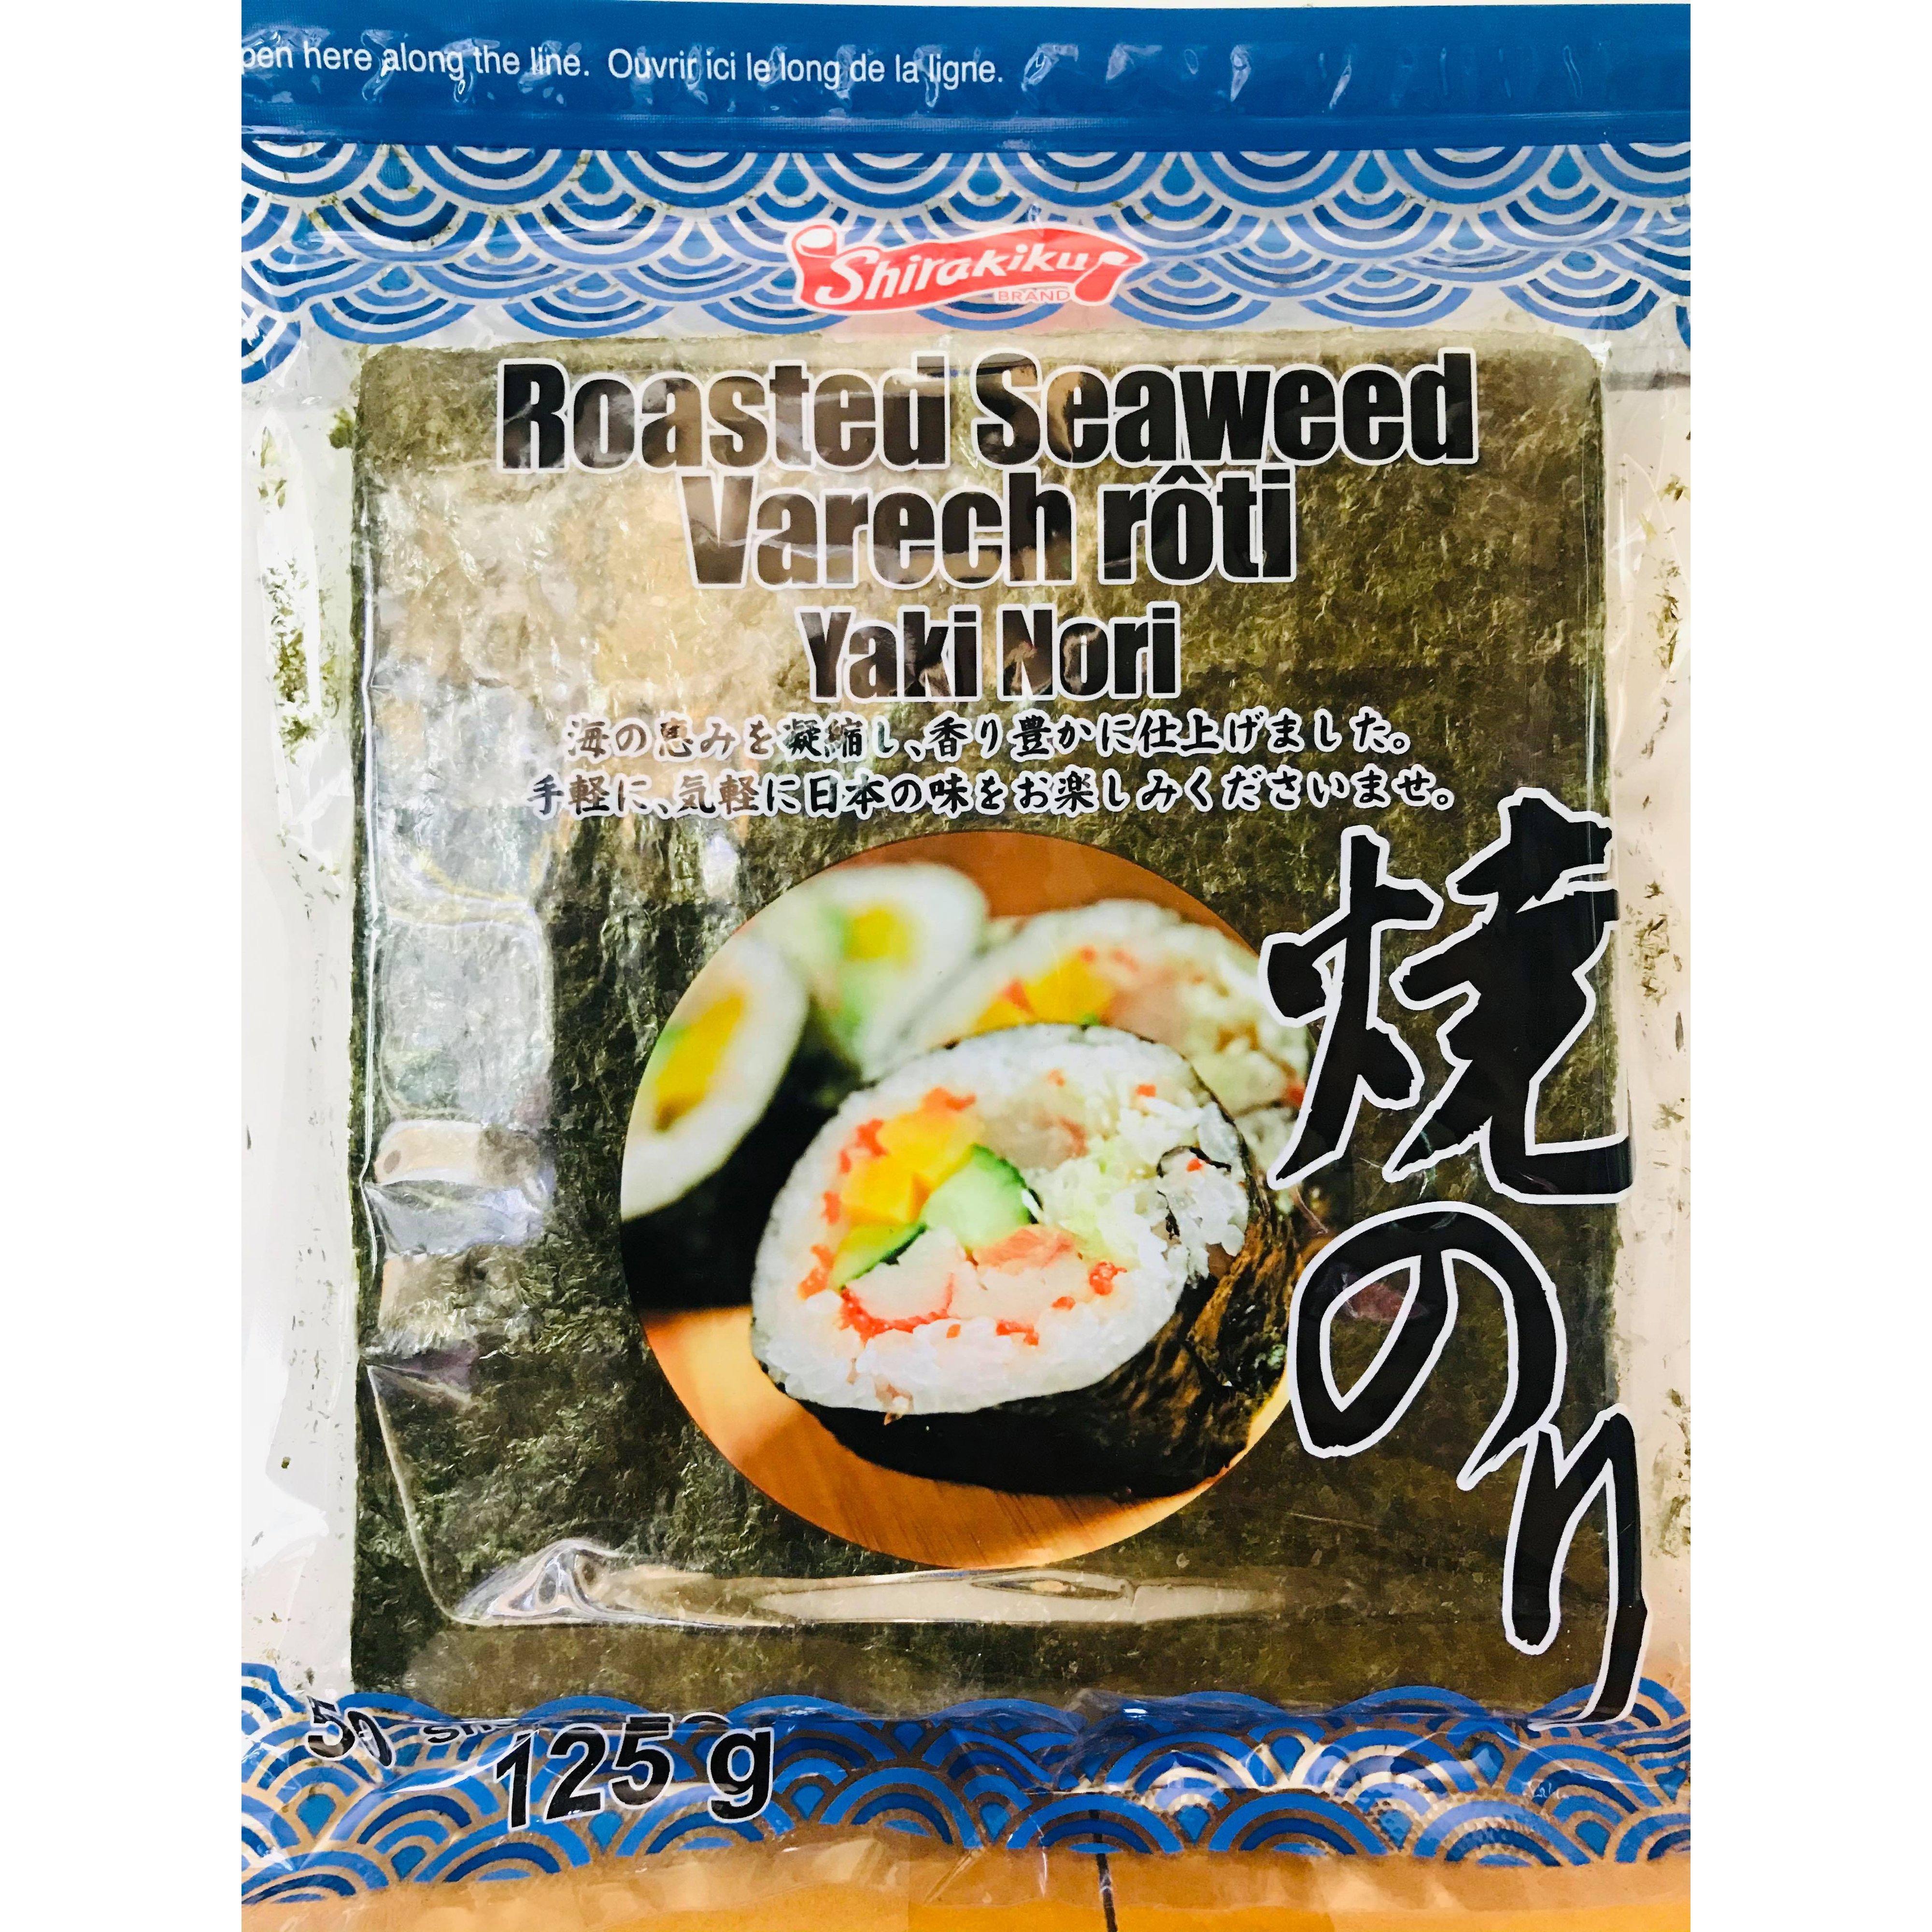 here along the line. Ouvrir ici le long de la ligne.
Shirakiku
BRAND
Roasted Seaweed
Varech rôti
Yaki Nori
海の恵みを凝縮し、香り豊かに仕上げました。
手軽に、気軽に日本の味をお楽しみくださいませ。
焼のり
50
125 g